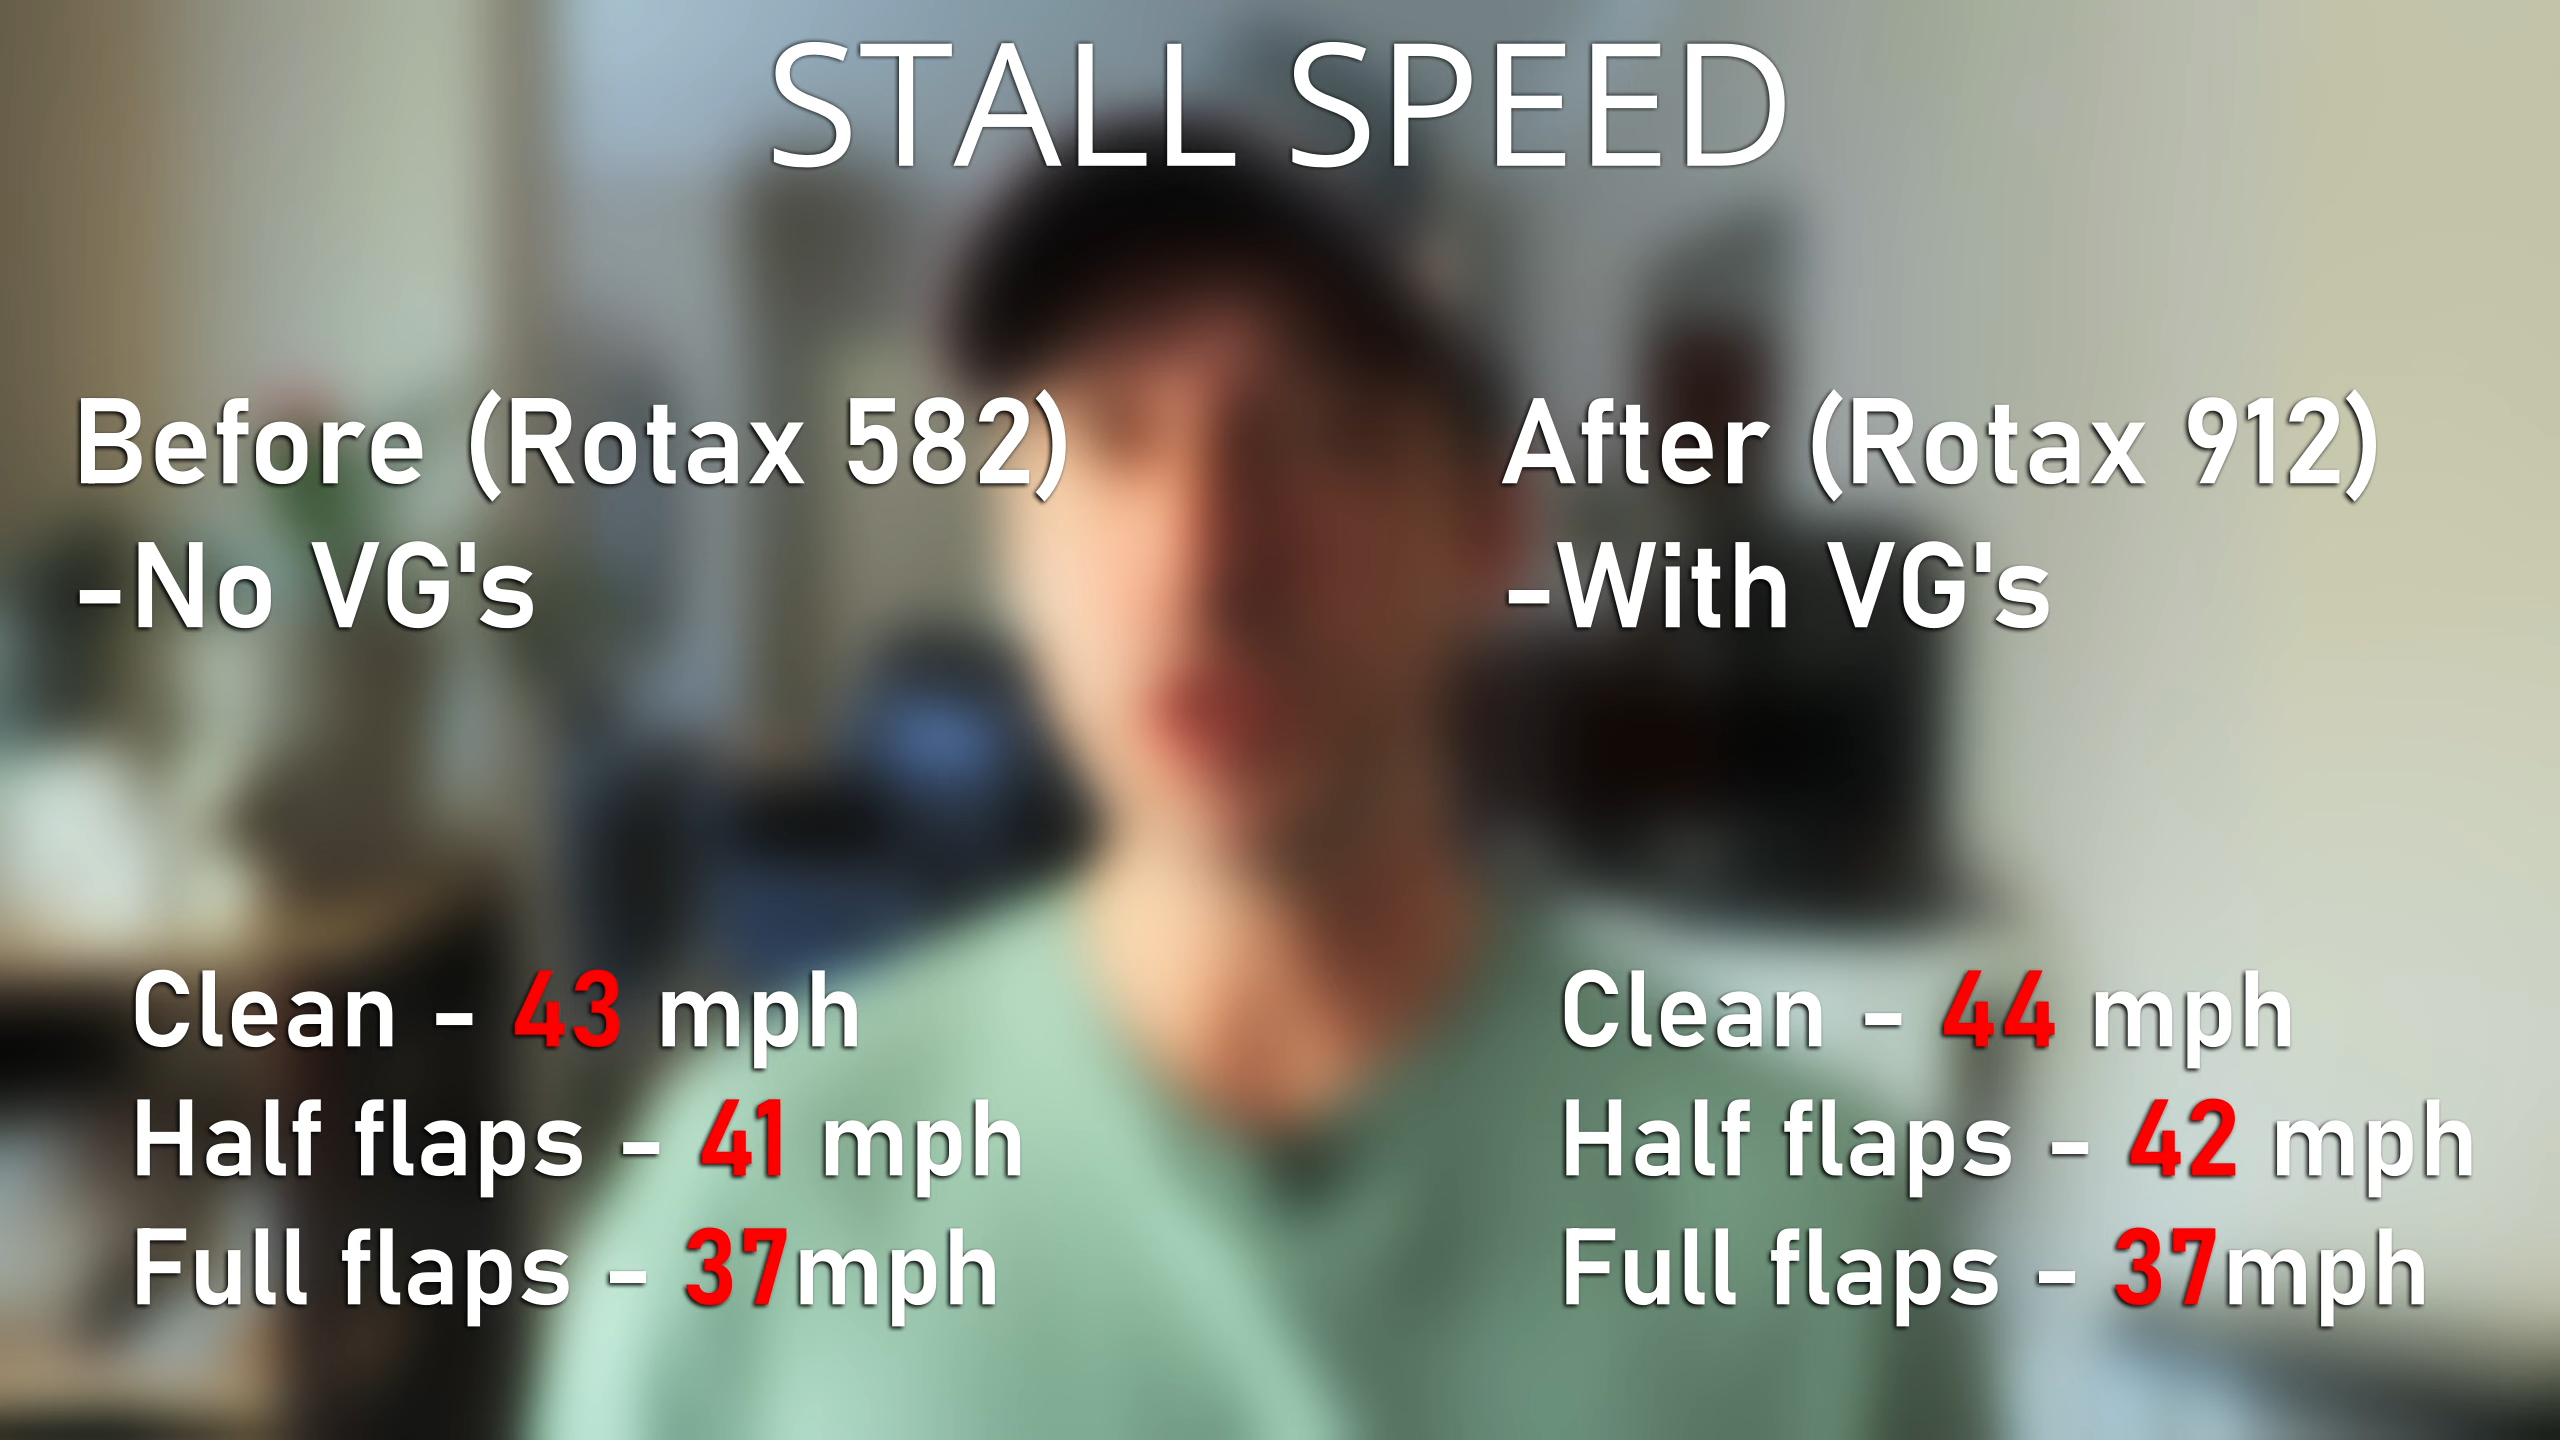 STALL SPEED
Before (Rotax 582)
-No VG's
Clean - 43 mph
Half flaps - 41 mph
Full flaps - 37mph
After (Rotax 912)
-With VG's
Clean - 44 mph
Half flaps - 42 mph
Full flaps - 37mph